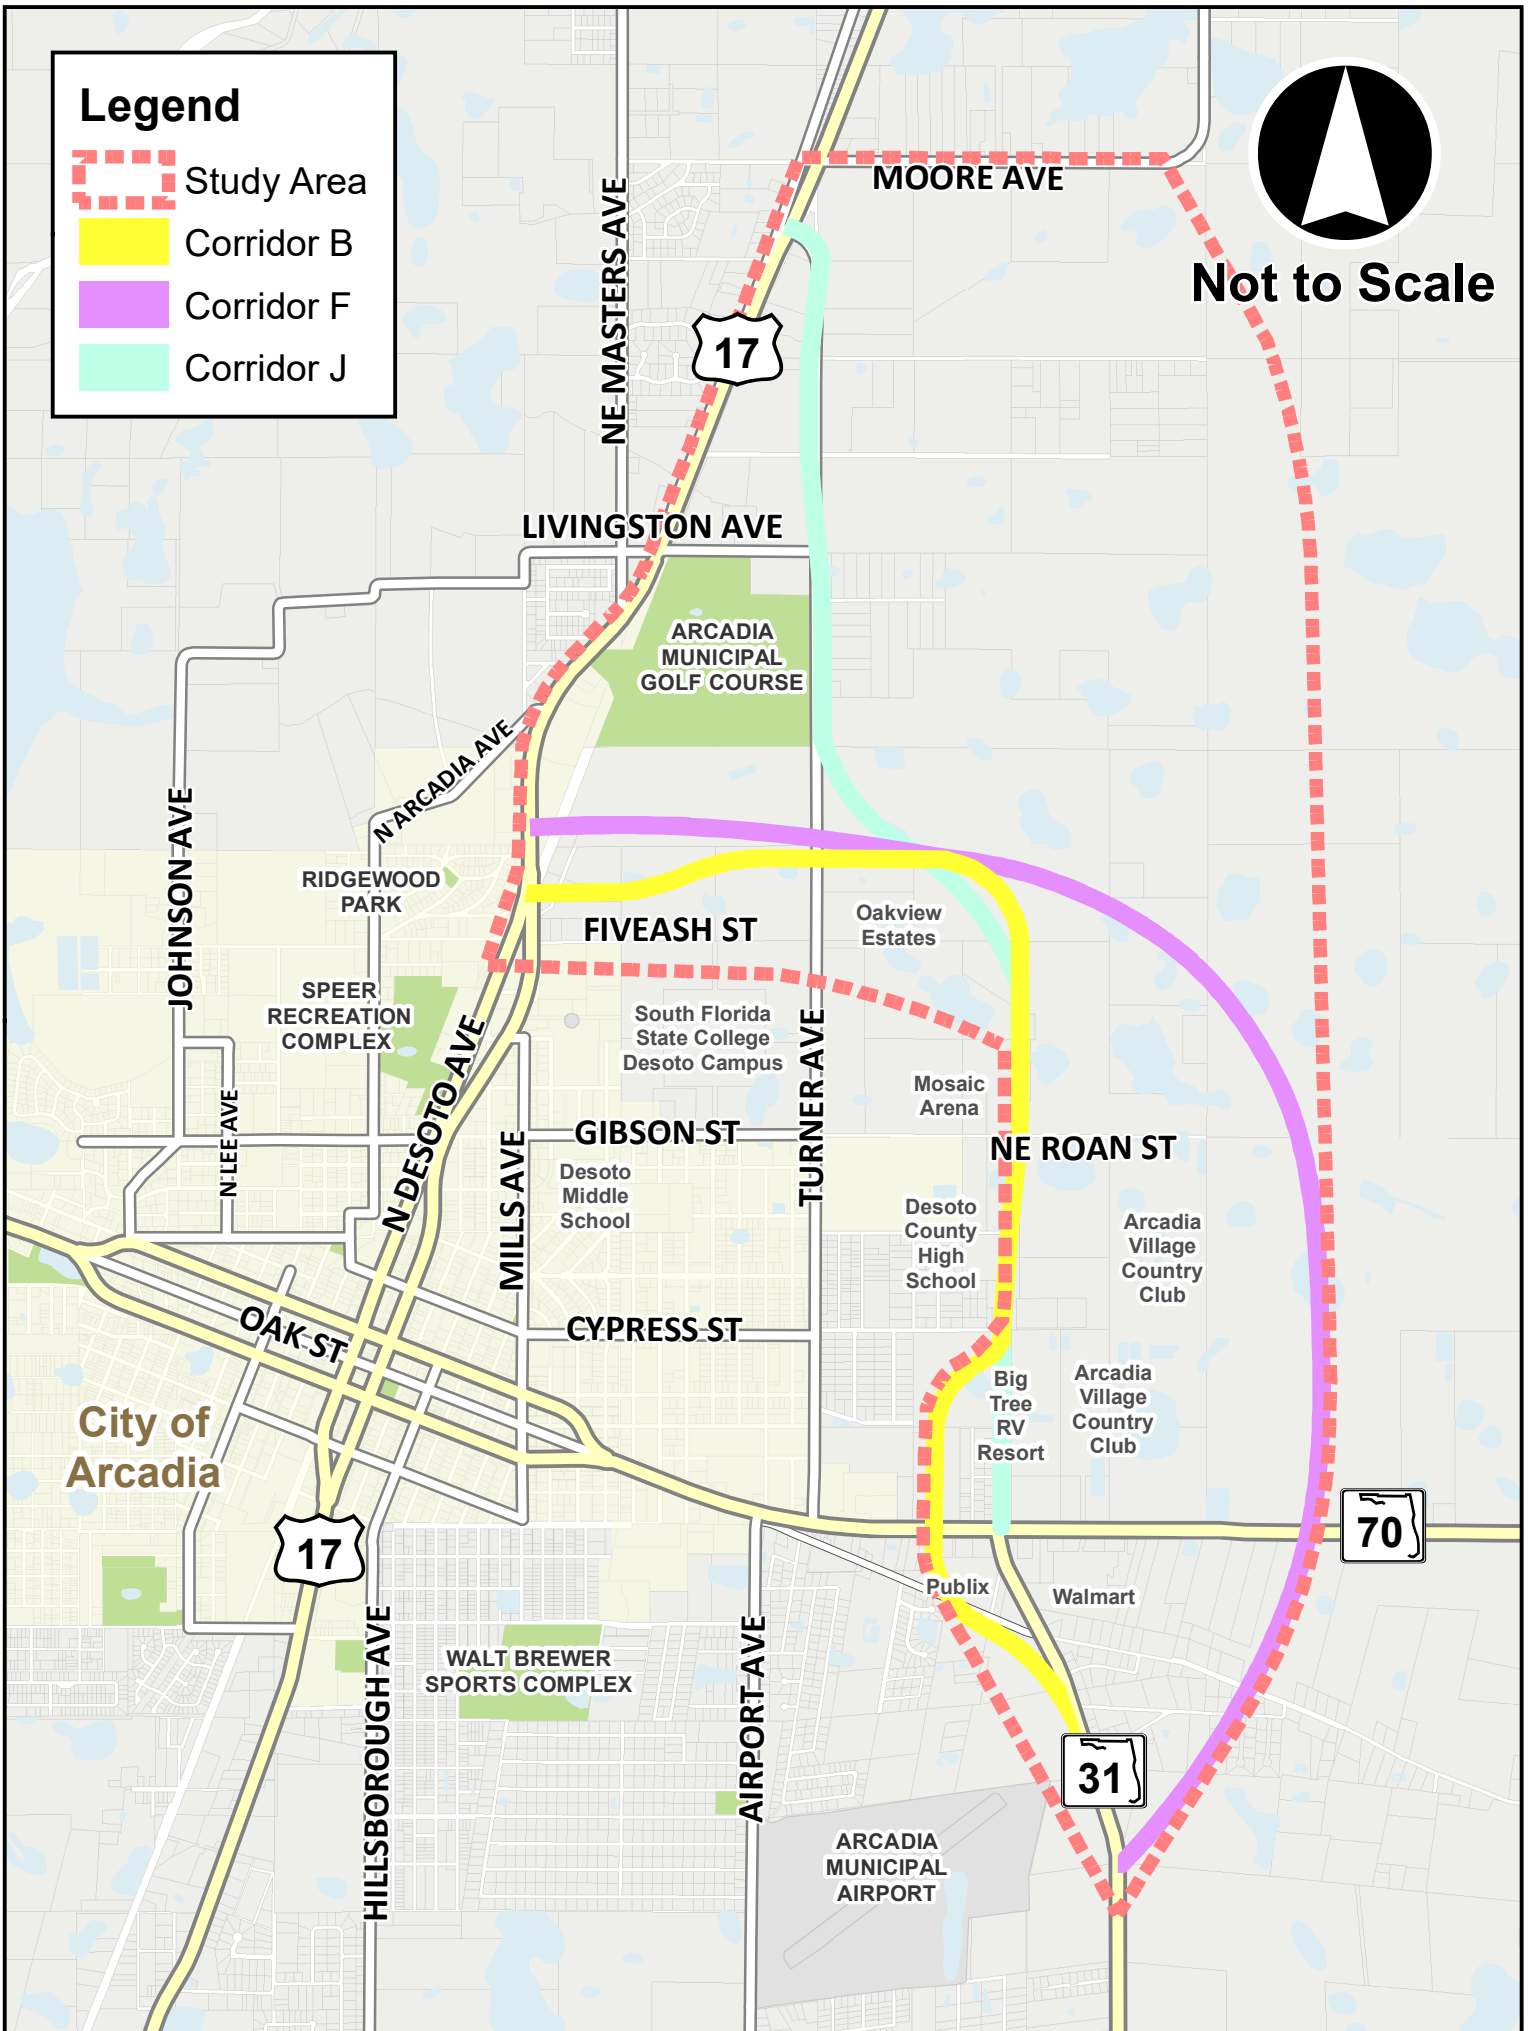 Legend
Study Area
Corridor B
Corridor F
Corridor J
MOORE AVE
Not to Scale
NE MASTERS AVE
17
LIVINGSTON AVE
ARCADIA
MUNICIPAL
GOLF COURSE
N ARCADIA AVE
JOHNSON AVE
RIDGEWOOD
PARK
FIVEASH ST
Oakview
Estates
SPEER
RECREATION
COMPLEX
South Florida
State College
Desoto Campus
TURNER AVE
Mosaic
Arena
N LEE AVE
N DESOTO AVE
MILLS AVE
GIBSON ST
NE ROAN ST
Desoto
Middle
School
Desoto
County
High
School
Arcadia
Village
Country
Club
OAK ST
CYPRESS ST
Big
Tree
RV
Resort
Arcadia
Village
Country
Club
City of
Arcadia
17
70
Publix
Walmart
HILLSBOROUGH AVE
WALT BREWER
SPORTS COMPLEX
AIRPORT AVE
31
ARCADIA
MUNICIPAL
AIRPORT